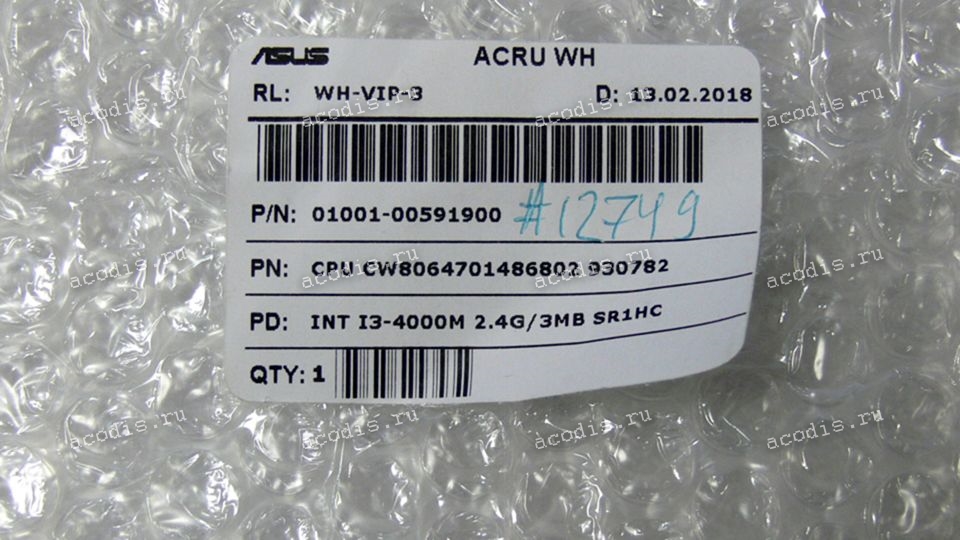 ASUS ACRU WH
RL: WH-VIP-3 D: 13.02.2018
P/N: 01001-00591900 #12749
PN: CPU CW8064701486802 930782
PD: INT I3-4000M 2.4G/3MB SR1HC
QTY: 1
acodis.ru